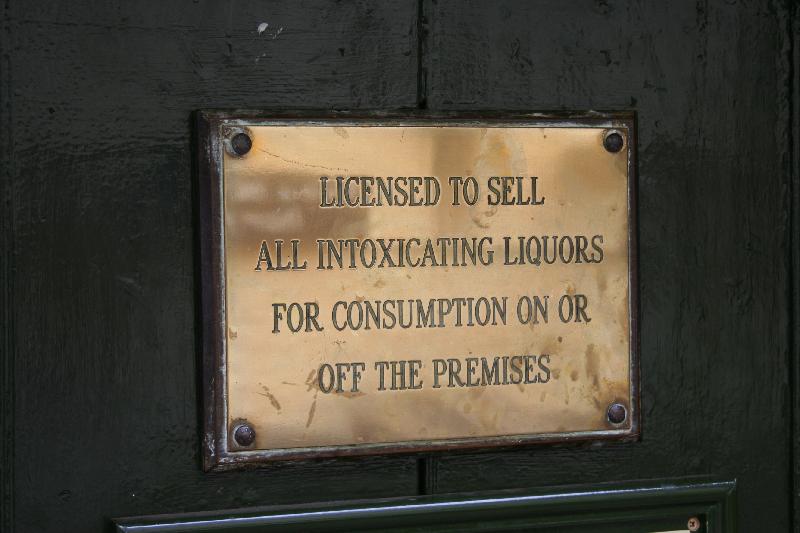 LICENSED TO SELL
ALL INTOXICATING LIQUORS
FOR CONSUMPTION ON OR
OFF THE PREMISES